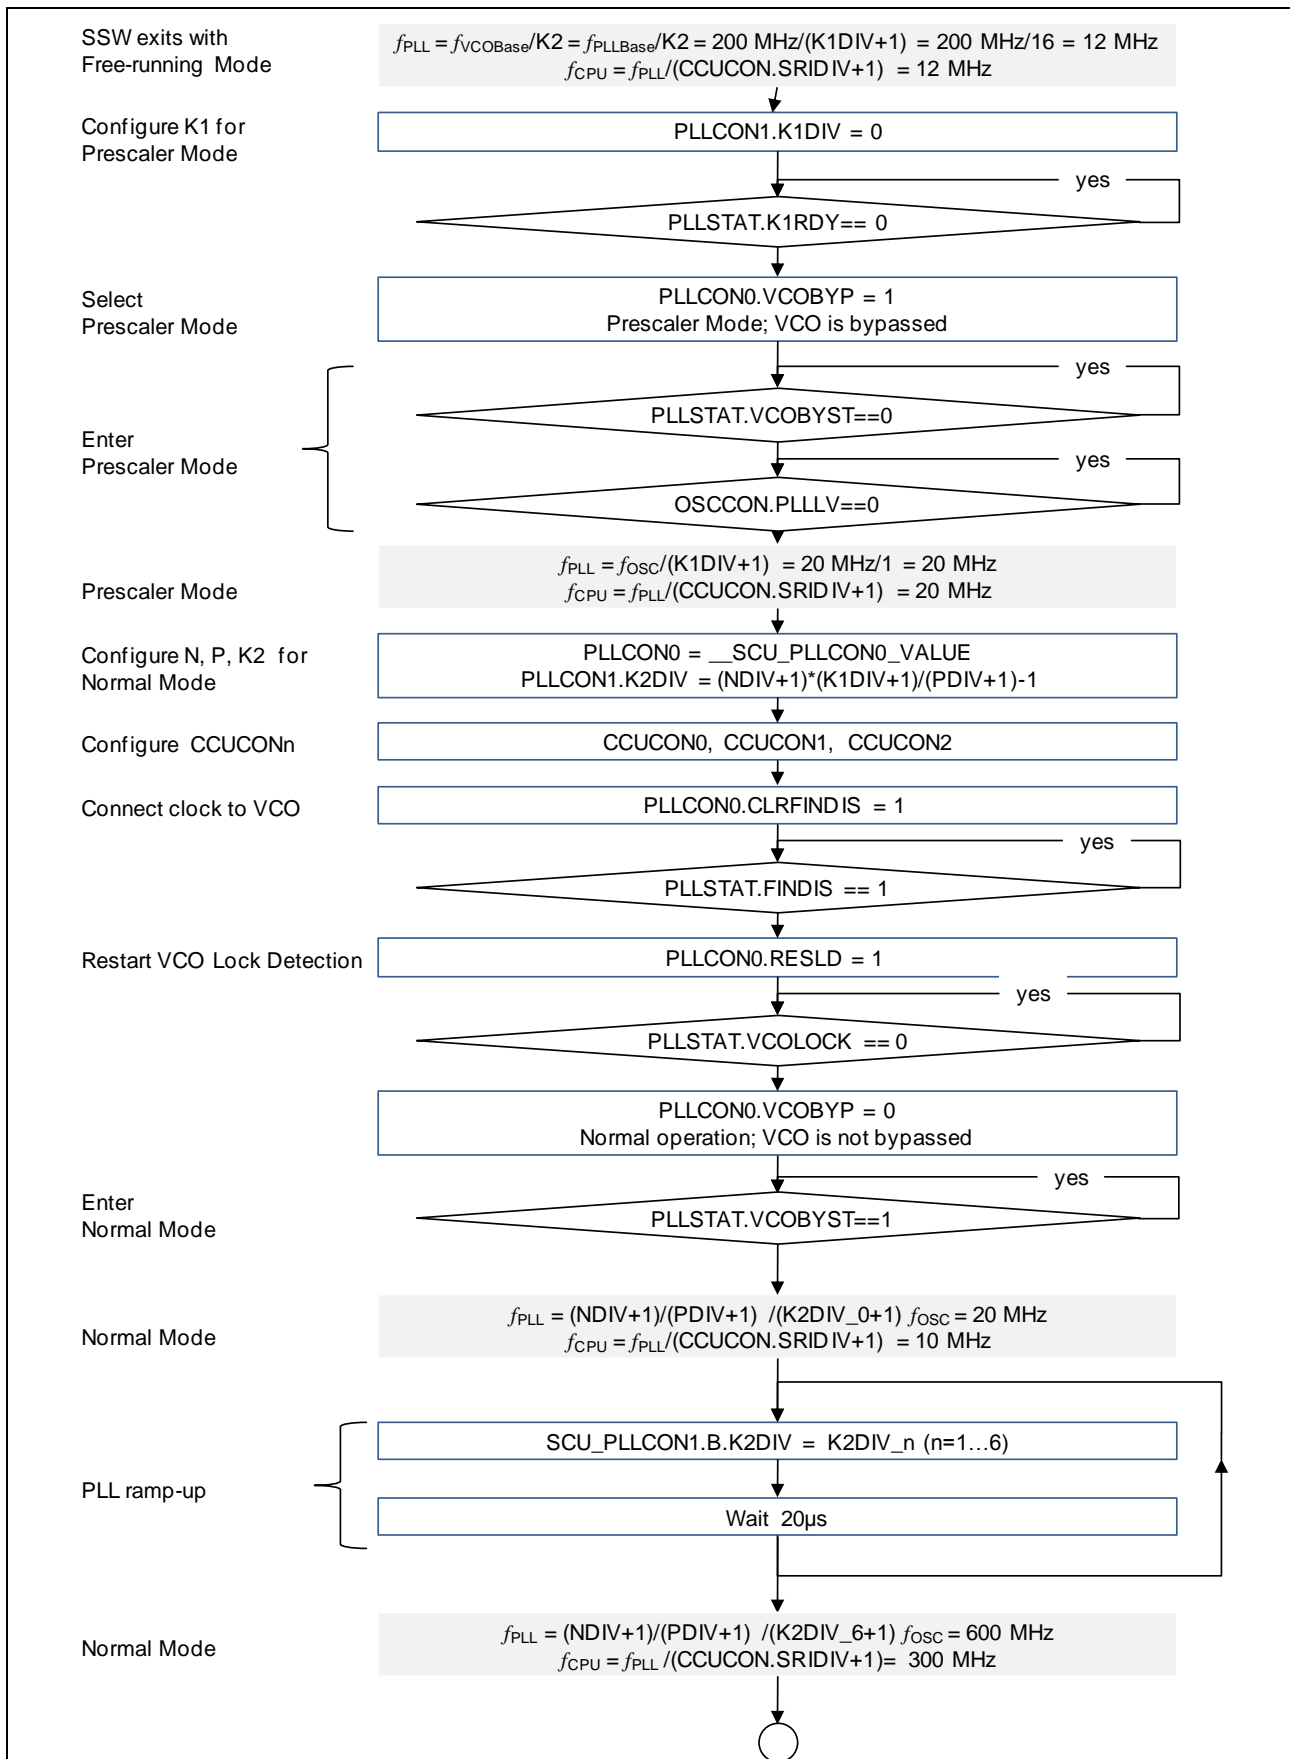 SSW exits with
Free-running Mode
fPLL = fVCOBase/K2 = fPLLBase/K2 = 200 MHz/(K1DIV+1) = 200 MHz/16 = 12 MHz
fCPU = fPLL/(CCUCON.SRIDIV+1) = 12 MHz
Configure K1 for
Prescaler Mode
PLLCON1.K1DIV = 0
yes
PLLSTAT.K1RDY== 0
Select
Prescaler Mode
PLLCON0.VCOBYP = 1
Prescaler Mode; VCO is bypassed
yes
PLLSTAT.VCOBYST==0
Enter
Prescaler Mode
yes
OSCCON.PLLLV==0
Prescaler Mode
fPLL = fOSC/(K1DIV+1) = 20 MHz/1 = 20 MHz
fCPU = fPLL/(CCUCON.SRIDIV+1) = 20 MHz
Configure N, P, K2 for
Normal Mode
PLLCON0 = __SCU_PLLCON0_VALUE
PLLCON1.K2DIV = (NDIV+1)*(K1DIV+1)/(PDIV+1)-1
Configure CCUCONn
CCUCON0, CCUCON1, CCUCON2
Connect clock to VCO
PLLCON0.CLRFINDIS = 1
yes
PLLSTAT.FINDIS == 1
Restart VCO Lock Detection
PLLCON0.RESLD = 1
yes
PLLSTAT.VCOLOCK == 0
PLLCON0.VCOBYP = 0
Normal operation; VCO is not bypassed
yes
Enter
Normal Mode
PLLSTAT.VCOBYST==1
Normal Mode
fPLL = (NDIV+1)/(PDIV+1) /(K2DIV_0+1) fOSC = 20 MHz
fCPU = fPLL/(CCUCON.SRIDIV+1) = 10 MHz
PLL ramp-up
SCU_PLLCON1.B.K2DIV = K2DIV_n (n=1…6)
Wait 20µs
Normal Mode
fPLL = (NDIV+1)/(PDIV+1) /(K2DIV_6+1) fOSC = 600 MHz
fCPU = fPLL /(CCUCON.SRIDIV+1)= 300 MHz